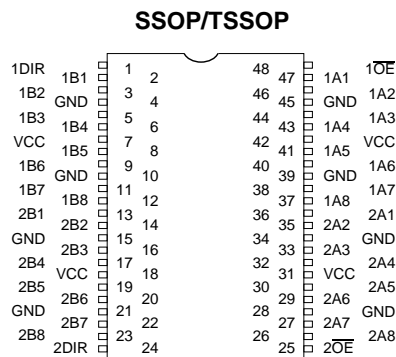 SSOP/TSSOP
1DIR 1 48 1O̅E̅
1B1 2 47 1A1
1B2 3 46 1A2
GND 4 45 GND
1B3 5 44 1A3
1B4 6 43 1A4
VCC 7 42 VCC
1B5 8 41 1A5
1B6 9 40 1A6
GND 10 39 GND
1B7 11 38 1A7
1B8 12 37 1A8
2B1 13 36 2A1
2B2 14 35 2A2
GND 15 34 GND
2B3 16 33 2A3
2B4 17 32 2A4
VCC 18 31 VCC
2B5 19 30 2A5
2B6 20 29 2A6
GND 21 28 GND
2B7 22 27 2A7
2B8 23 26 2A8
2DIR 24 25 2O̅E̅